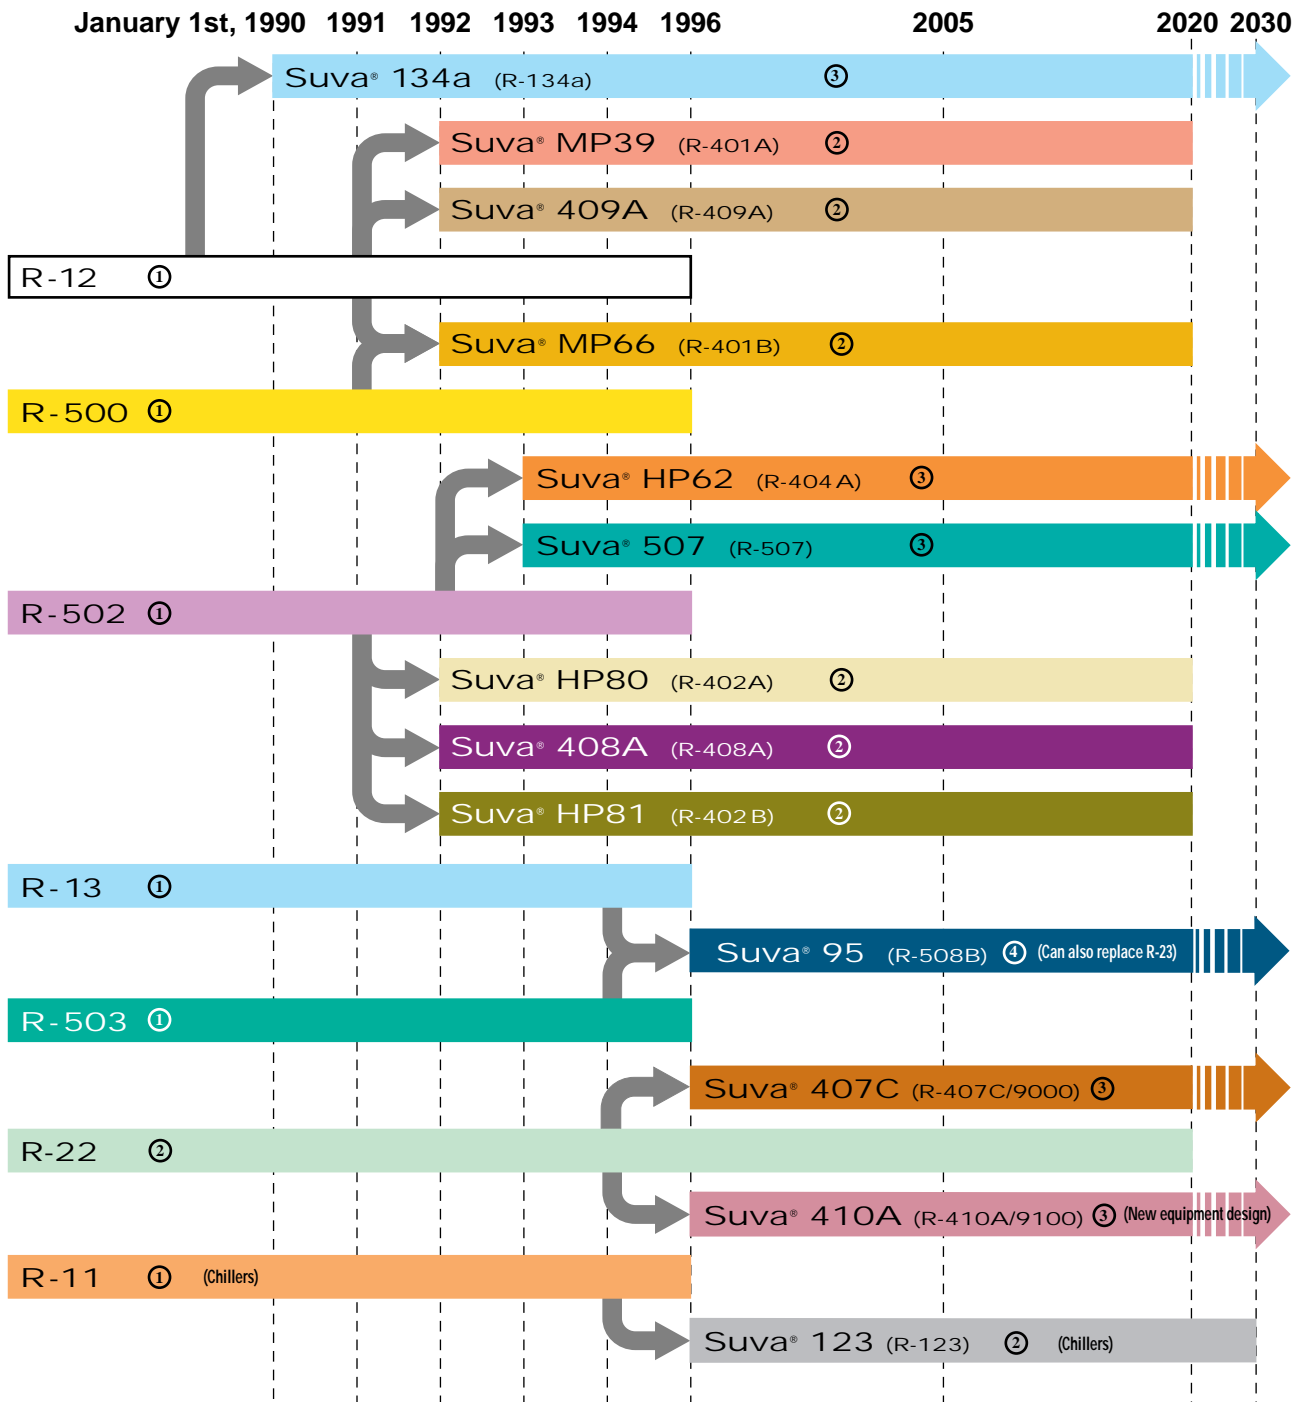 January 1st, 1990 1991 1992 1993 1994 1996 2005 2020 2030
Suva® 134a (R-134a) ③
Suva® MP39 (R-401A) ②
Suva® 409A (R-409A) ②
R-12 ①
Suva® MP66 (R-401B) ②
R-500 ①
Suva® HP62 (R-404A) ③
Suva® 507 (R-507) ③
R-502 ①
Suva® HP80 (R-402A) ②
Suva® 408A (R-408A) ②
Suva® HP81 (R-402B) ②
R-13 ①
Suva® 95 (R-508B) ④ (Can also replace R-23)
R-503 ①
Suva® 407C (R-407C/9000) ③
R-22 ②
Suva® 410A (R-410A/9100) ③ (New equipment design)
R-11 ① (Chillers)
Suva® 123 (R-123) ② (Chillers)